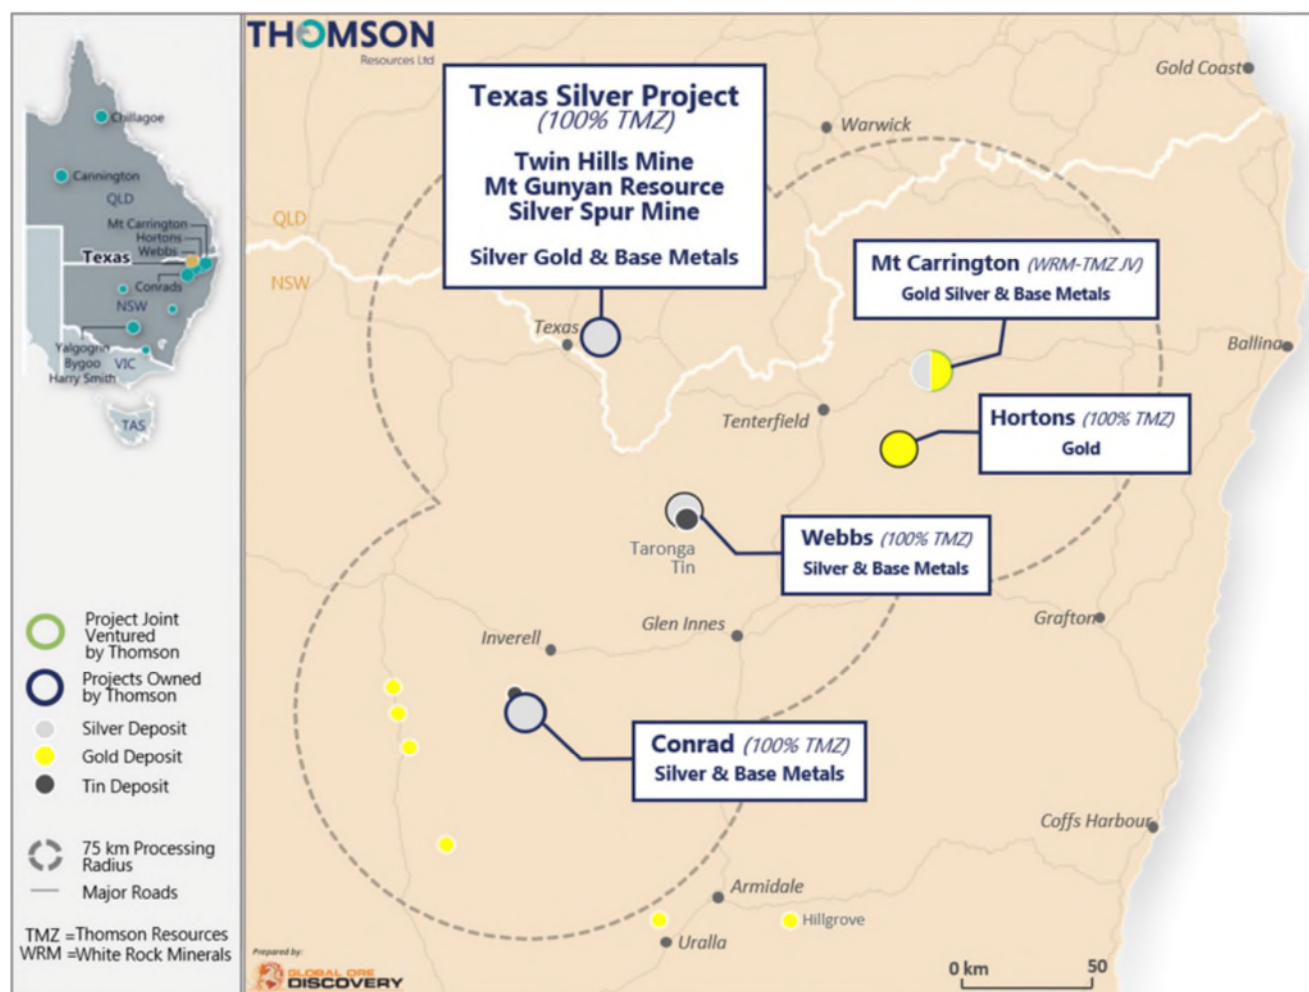 THOMSON
Resources Ltd
Gold Coast
Texas Silver Project
(100% TMZ)
Twin Hills Mine
Mt Gunyan Resource
Silver Spur Mine
Silver Gold & Base Metals
Warwick
Chillagoe
Cannington
QLD
Mt Carrington
Hortons
Webbs
Texas
Conrads
NSW
Yalgogrin
Bygoo
Harry Smith
VIC
TAS
QLD
NSW
Mt Carrington (WRM-TMZ JV)
Gold Silver & Base Metals
Texas
Ballina
Tenterfield
Hortons (100% TMZ)
Gold
Webbs (100% TMZ)
Silver & Base Metals
Taronga
Tin
Glen Innes
Inverell
Grafton
Project Joint
Ventured
by Thomson
Projects Owned
by Thomson
Silver Deposit
Gold Deposit
Tin Deposit
75 km Processing
Radius
Major Roads
TMZ =Thomson Resources
WRM =White Rock Minerals
Conrad (100% TMZ)
Silver & Base Metals
Coffs Harbour
Armidale
Hillgrove
Uralla
Prepared by:
GLOBAL ORE
DISCOVERY
0 km 50